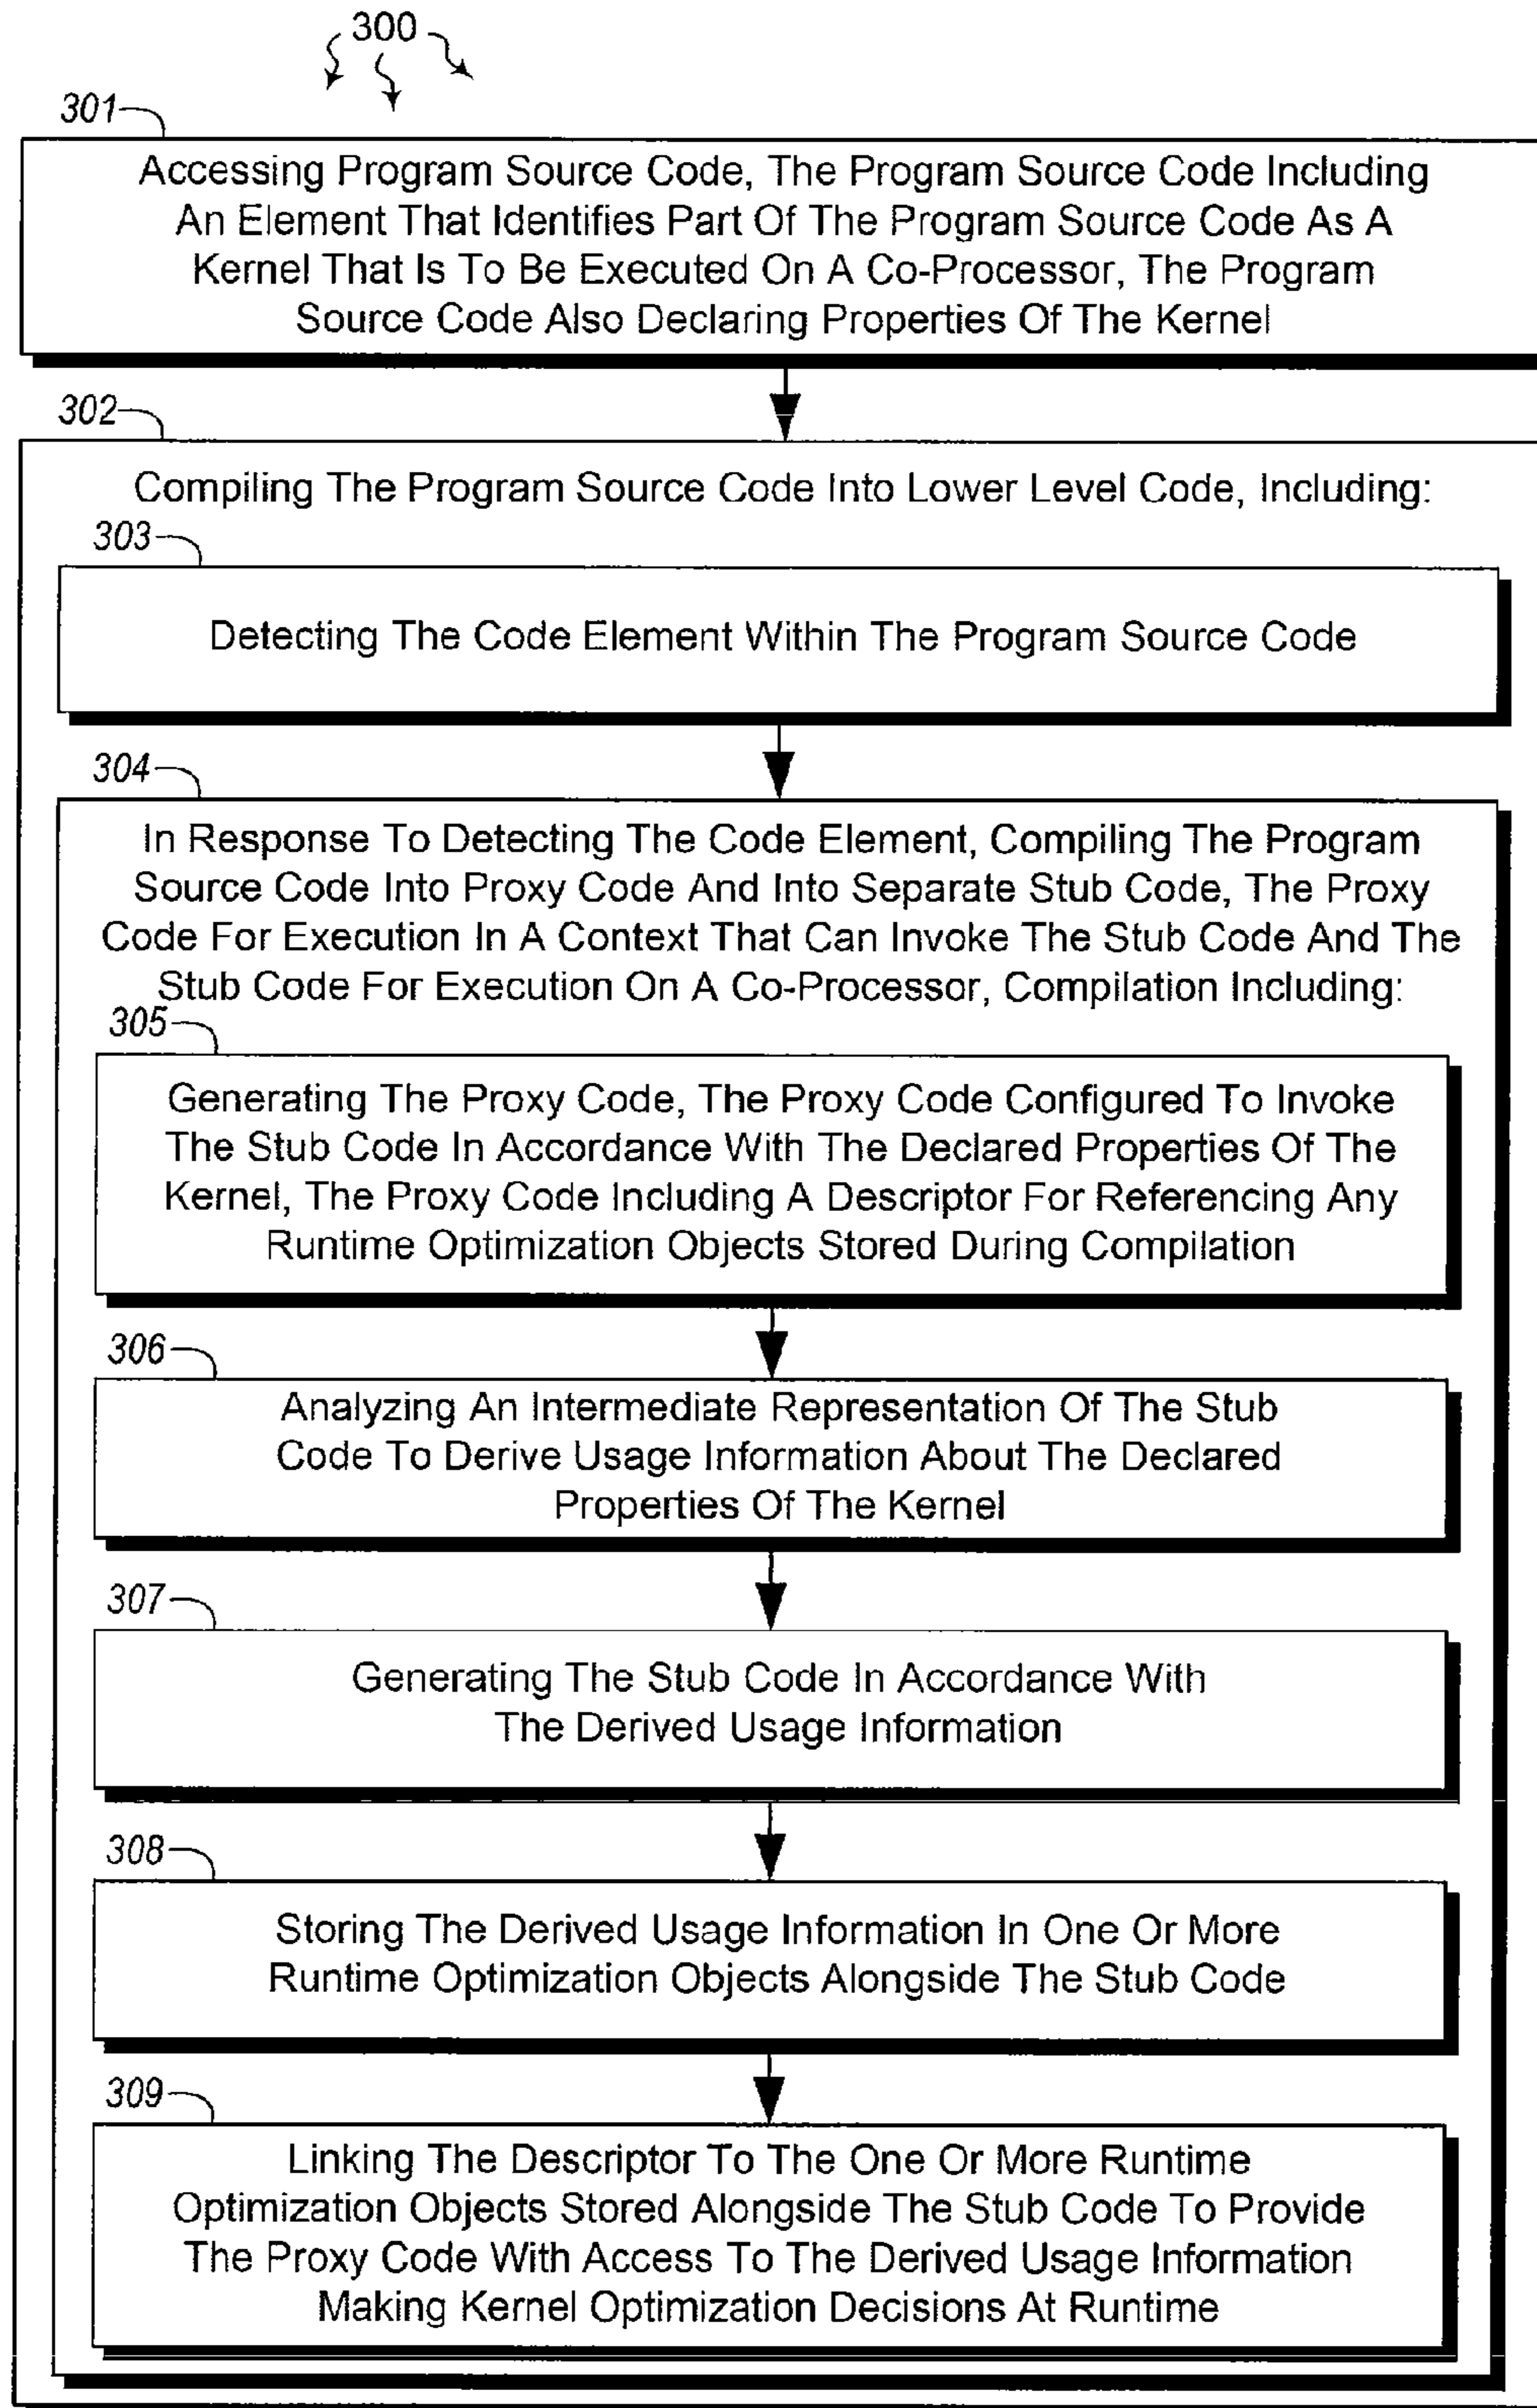 300
301
Accessing Program Source Code, The Program Source Code Including
An Element That Identifies Part Of The Program Source Code As A
Kernel That Is To Be Executed On A Co-Processor, The Program
Source Code Also Declaring Properties Of The Kernel
302
Compiling The Program Source Code Into Lower Level Code, Including:
303
Detecting The Code Element Within The Program Source Code
304
In Response To Detecting The Code Element, Compiling The Program
Source Code Into Proxy Code And Into Separate Stub Code, The Proxy
Code For Execution In A Context That Can Invoke The Stub Code And The
Stub Code For Execution On A Co-Processor, Compilation Including:
305
Generating The Proxy Code, The Proxy Code Configured To Invoke
The Stub Code In Accordance With The Declared Properties Of The
Kernel, The Proxy Code Including A Descriptor For Referencing Any
Runtime Optimization Objects Stored During Compilation
306
Analyzing An Intermediate Representation Of The Stub
Code To Derive Usage Information About The Declared
Properties Of The Kernel
307
Generating The Stub Code In Accordance With
The Derived Usage Information
308
Storing The Derived Usage Information In One Or More
Runtime Optimization Objects Alongside The Stub Code
309
Linking The Descriptor To The One Or More Runtime
Optimization Objects Stored Alongside The Stub Code To Provide
The Proxy Code With Access To The Derived Usage Information
Making Kernel Optimization Decisions At Runtime